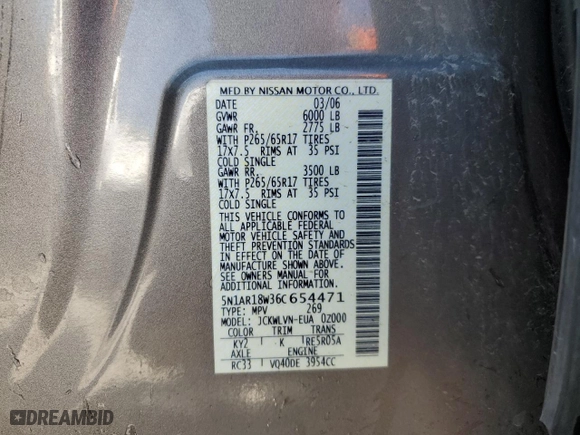 MFD BY NISSAN MOTOR CO., LTD.
DATE 03/06
GVWR 6000 LB
GAWR FR. 2775 LB
WITH P265/65R17 TIRES
17X7.5 RIMS AT 35 PSI
COLD SINGLE
GAWR RR. 3500 LB
WITH P265/65R17 TIRES
17X7.5 RIMS AT 35 PSI
COLD SINGLE
THIS VEHICLE CONFORMS TO
ALL APPLICABLE FEDERAL
MOTOR VEHICLE SAFETY AND
THEFT PREVENTION STANDARDS
IN EFFECT ON THE DATE OF
MANUFACTURE SHOWN ABOVE.
SEE OWNERS MANUAL FOR
ADDITIONAL INFORMATION
5N1AR18W36C654471
TYPE: MPV 269
MODEL: JCKWLVN-EUA 02000
COLOR TRIM TRANS
KY2 K RE5R05A
AXLE ENGINE
RC33 VQ40DE 3954CC
DREAMBID